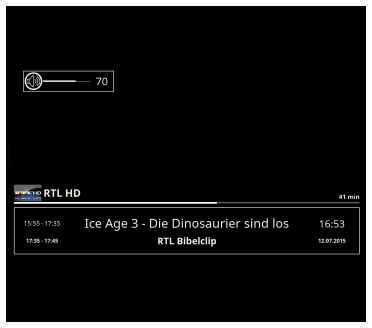 70
RTL HD
41 min
15:55 - 17:35 Ice Age 3 - Die Dinosaurier sind los 16:53
17:35 - 17:45 RTL Bibelclip 12.07.2015